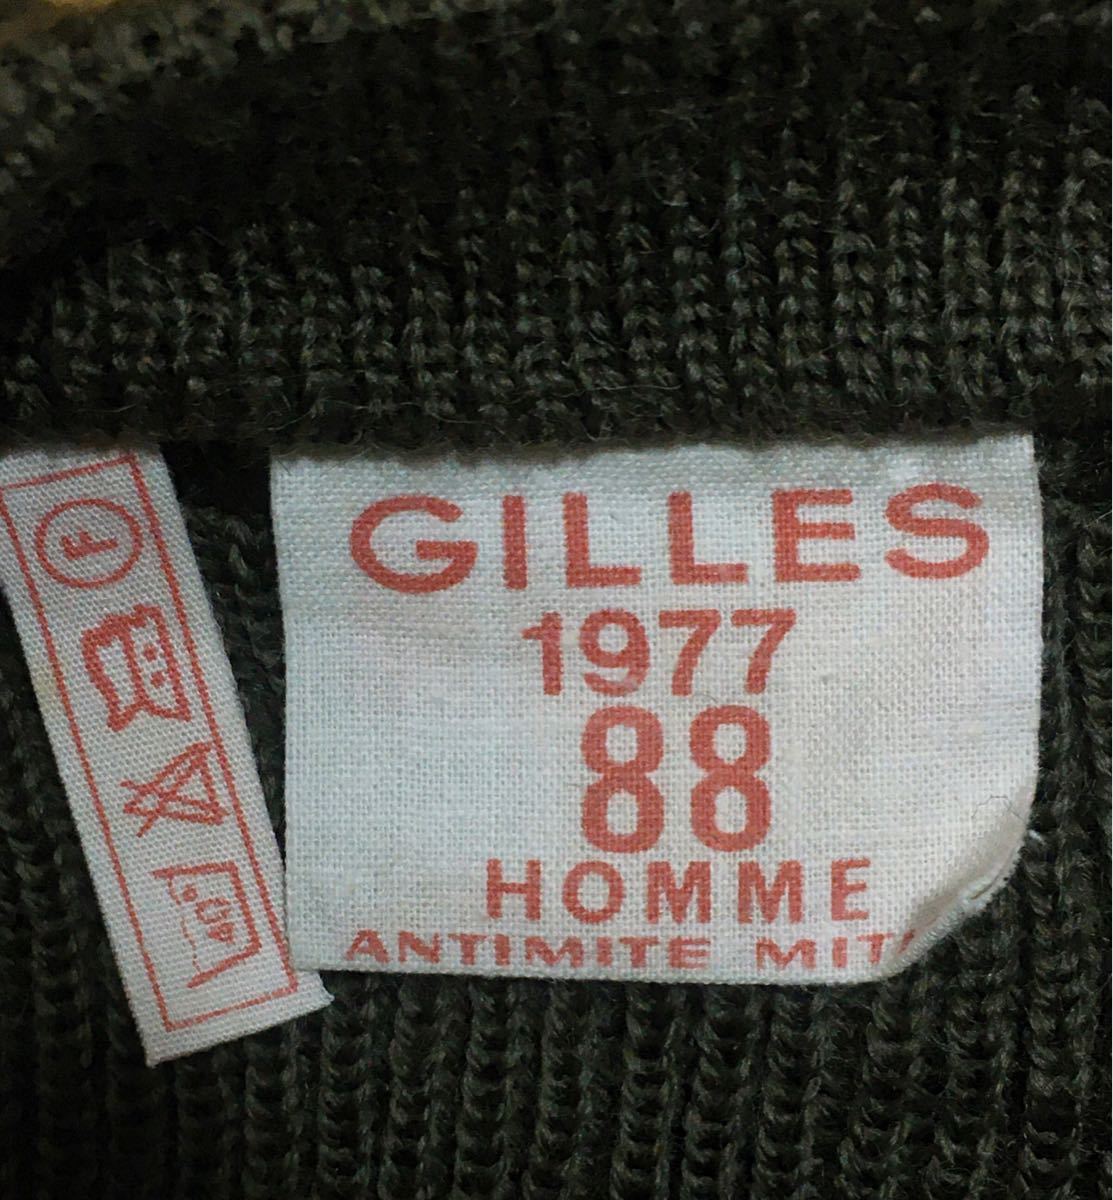 GILLES
1977
88
HOMME
ANTIMITE
F